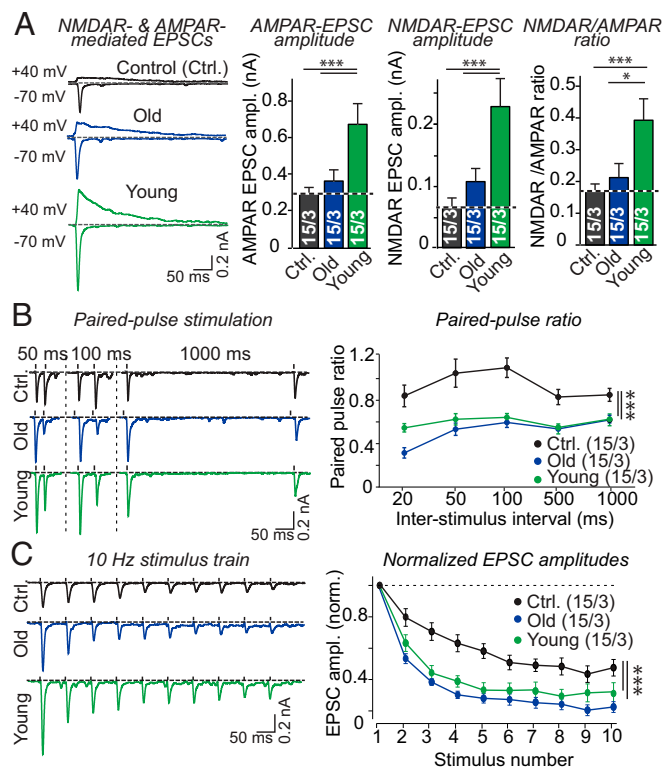 A
NMDAR- & AMPAR-
mediated EPSCs
+40 mV
Control (Ctrl.)
-70 mV
Old
+40 mV
-70 mV
Young
+40 mV
-70 mV
50 ms
0.2 nA
AMPAR-EPSC
amplitude
AMPAR EPSC ampl. (nA)
***
0.8
0.6
0.4
0.2
0
15/3
15/3
15/3
Ctrl.
Old
Young
NMDAR-EPSC
amplitude
NMDAR EPSC ampl. (nA)
***
0.2
0.1
0
15/3
15/3
15/3
Ctrl.
Old
Young
NMDAR/AMPAR
ratio
NMDAR /AMPAR ratio
***
*
0.5
0.4
0.3
0.2
0.1
0
15/3
15/3
15/3
Ctrl.
Old
Young
B
Paired-pulse stimulation
50 ms
100 ms
1000 ms
Ctrl.
Old
Young
50 ms
0.2 nA
Paired-pulse ratio
Paired pulse ratio
1.2
0.8
0.4
0
***
Ctrl. (15/3)
Old (15/3)
Young (15/3)
20 50 100 500 1000
Inter-stimulus interval (ms)
C
10 Hz stimulus train
Ctrl.
Old
Young
50 ms
0.2 nA
Normalized EPSC amplitudes
EPSC ampl. (norm.)
0.8
0.4
0
Ctrl. (15/3)
Old (15/3)
Young (15/3)
***
1 2 3 4 5 6 7 8 9 10
Stimulus number